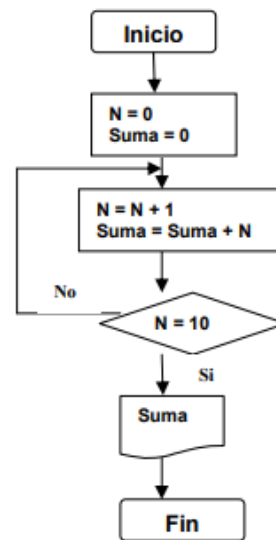 Inicio
N = 0
Suma = 0
N = N + 1
Suma = Suma + N
No
N = 10
Si
Suma
Fin